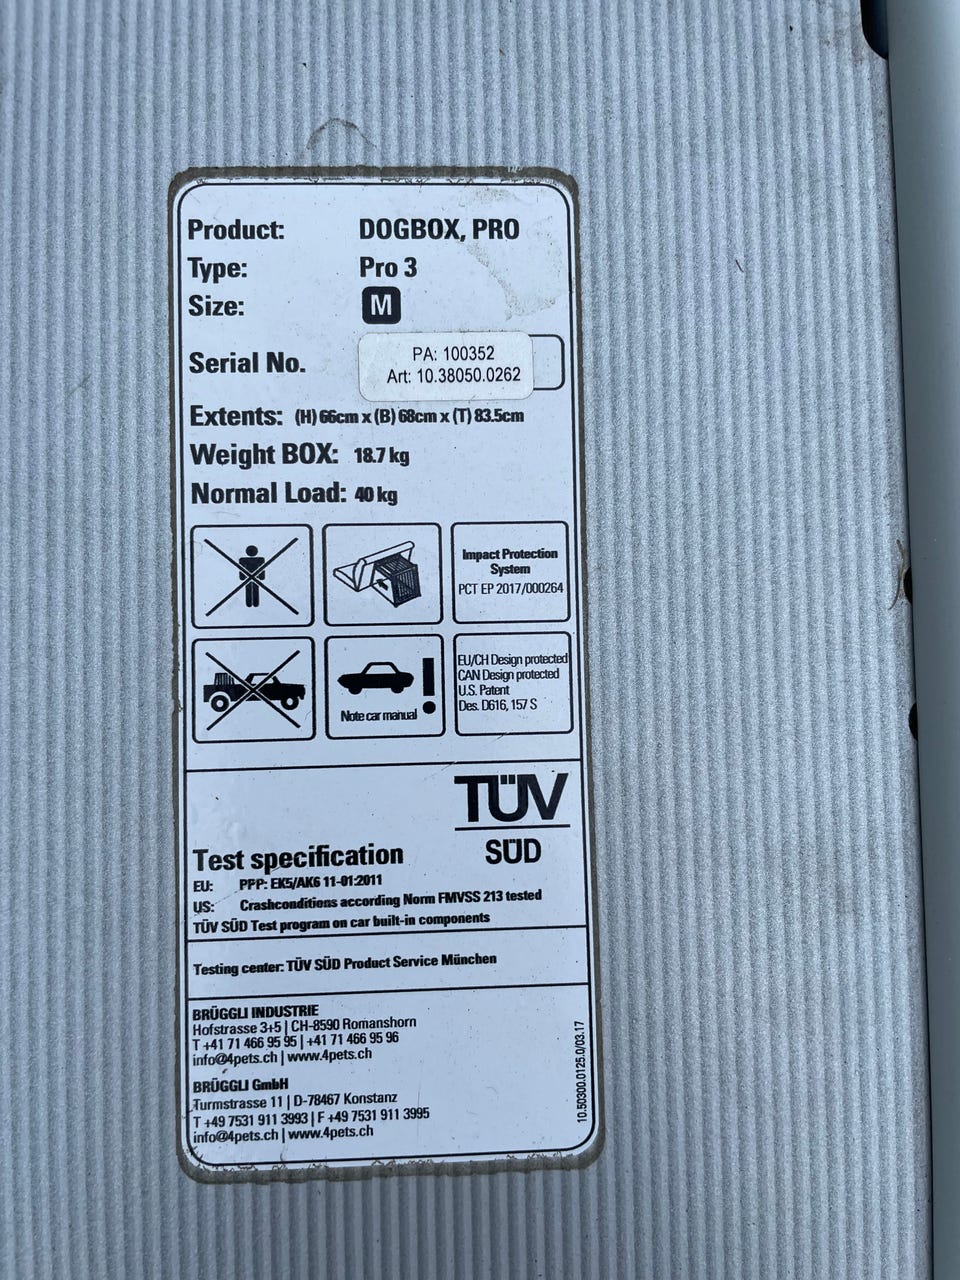 Product: DOGBOX, PRO
Type: Pro 3
Size: M
Serial No. PA: 100352
Art: 10.38050.0262
Extents: (H) 66cm x (B) 68cm x (T) 83.5cm
Weight BOX: 18.7 kg
Normal Load: 40 kg
Impact Protection
System
PCT EP 2017/000264
Note car manual !
EU/CH Design protected
CAN Design protected
U.S. Patent
Des. D616, 157 S
TÜV
SÜD
Test specification
EU: PPP: EK5/AK6 11-01:2011
US: Crashconditions according Norm FMVSS 213 tested
TÜV SÜD Test program on car built-in components
Testing center: TÜV SÜD Product Service München
BRÜGGLI INDUSTRIE
Hofstrasse 3+5 | CH-8590 Romanshorn
T +41 71 466 95 95 | +41 71 466 95 96
info@4pets.ch | www.4pets.ch
BRÜGGLI GmbH
Turmstrasse 11 | D-78467 Konstanz
T +49 7531 911 3993 | F +49 7531 911 3995
info@4pets.ch | www.4pets.ch
10.50300.0125.0/03.17